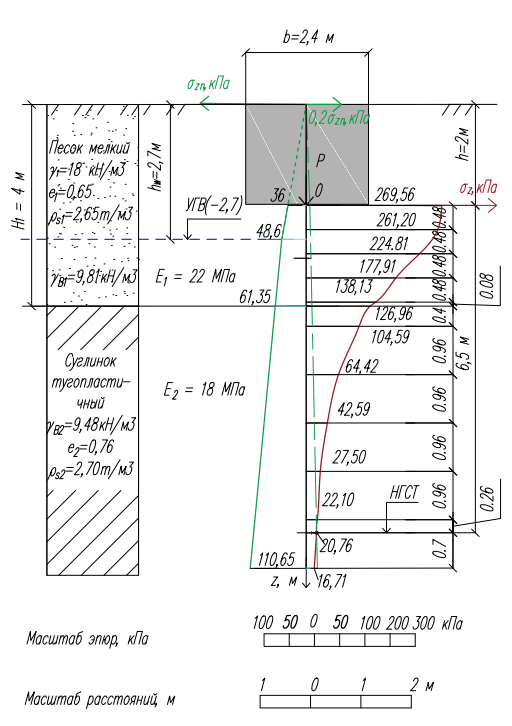 b=2,4 м
σzп,кПа
0,2σzп,кПа
Песок мелкий
γ1=18 кН/м3
e1=0,65
ρs1=2,65т/м3
γB1=9,81кН/м3
H1 = 4 м
hw=2,7м
h=2м
P
0
36
269,56
σz,кПа
УГВ(-2,7)
48,6
261,20
0.48
224.81
0.48
177,91
0.48
E1 = 22 МПа
138,13
0.48
0.08
61,35
126,96
0.4
104,59
6,5 м
Суглинок
тугопласти-
чный
γB2=9,48кН/м3
e2=0,76
ρs2=2,70т/м3
E2 = 18 МПа
64,42
0.96
42,59
0.96
27,50
0.96
22,10
0.96
НГСТ
0.26
20,76
0.7
110,65
z, м
16,71
Масштаб эпюр, кПа
100 50 0 50 100 200 300 кПа
Масштаб расстояний, м
1 0 1 2 м